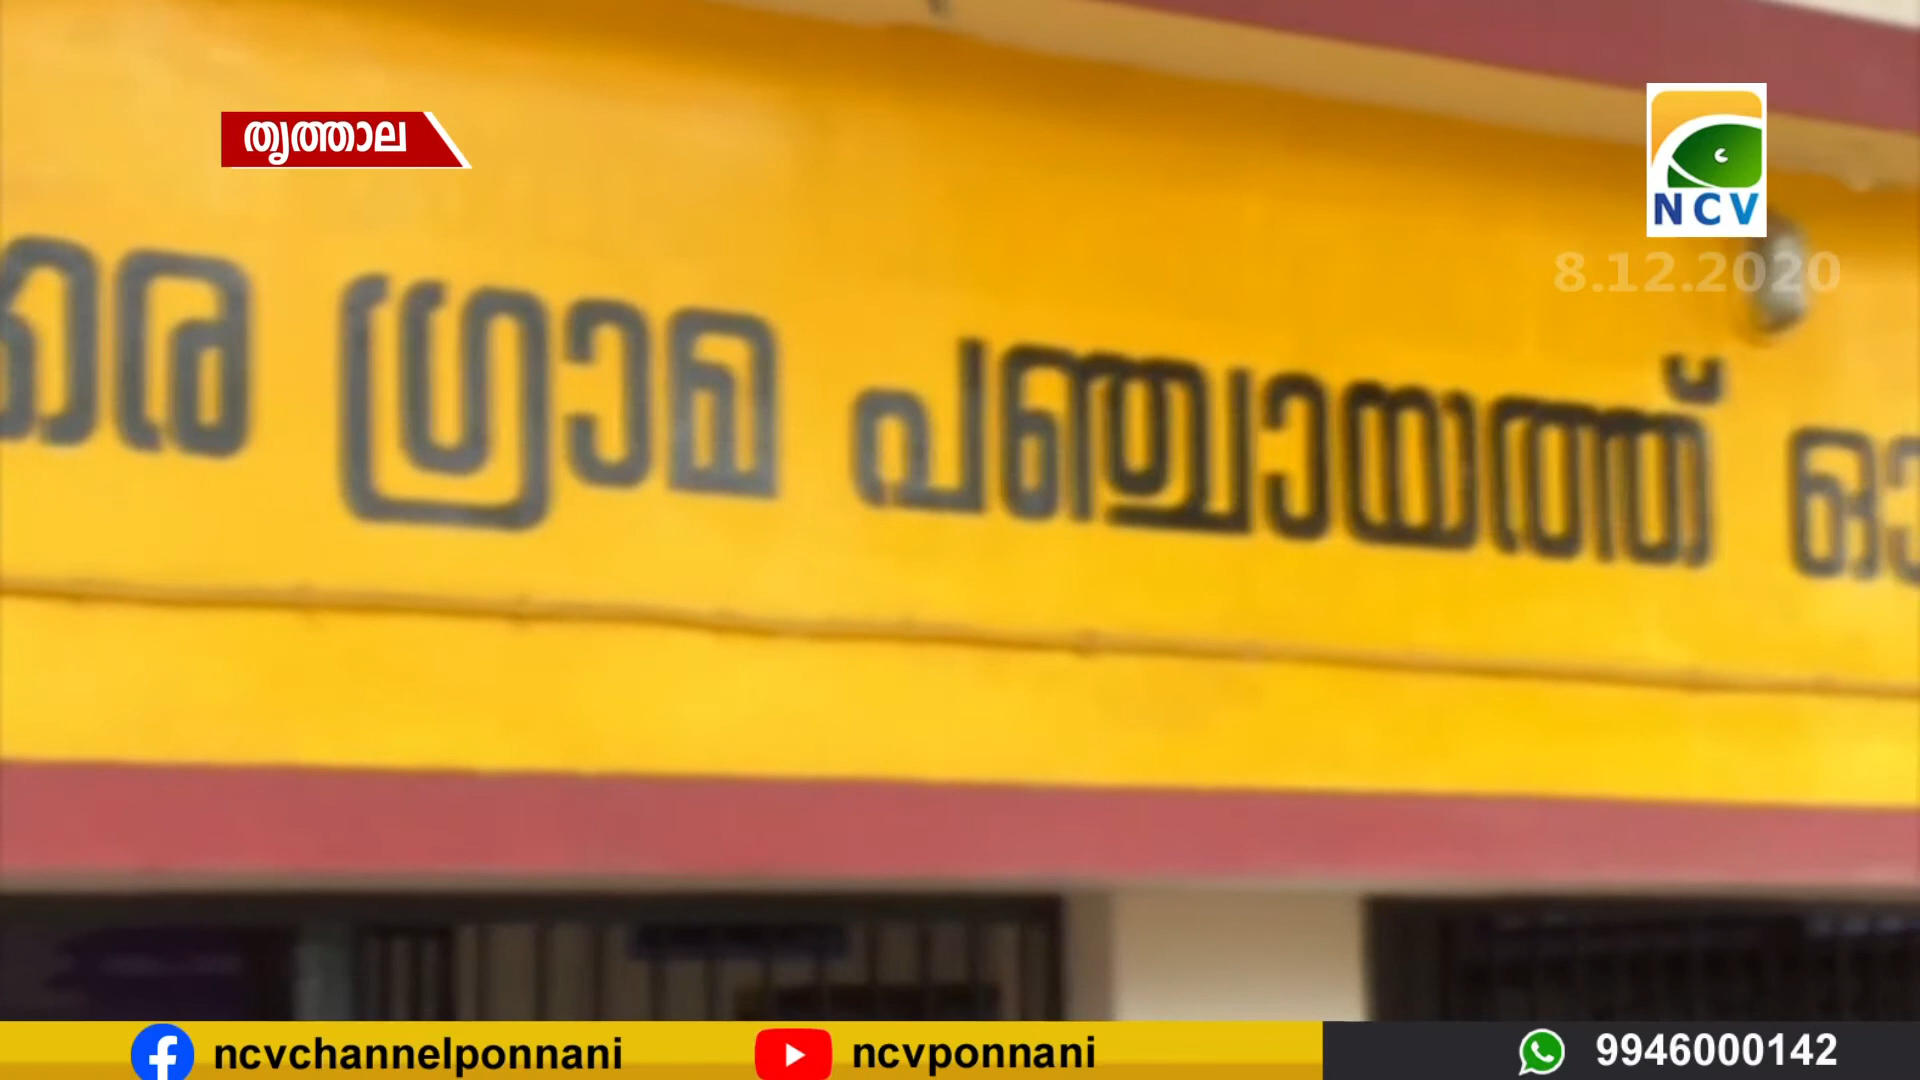 തൃത്താല
NCV
8.12.2020
ഗ്രാമ പഞ്ചായത്ത്
ncvchannelponnani
ncvponnani
9946000142